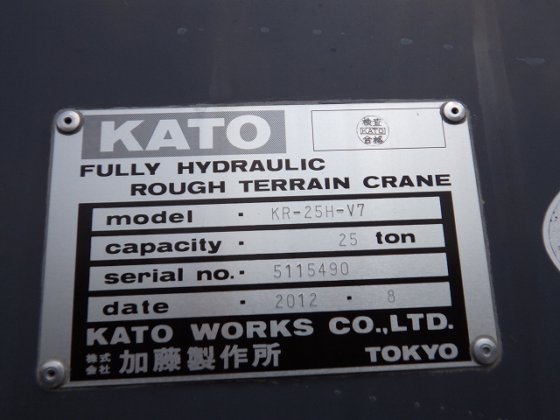 KATO
検査
KATO
合格
FULLY HYDRAULIC
ROUGH TERRAIN CRANE
model · KR-25H-V7
capacity · 25 ton
serial no. · 5115490
date · 2012 · 8
KATO WORKS CO.,LTD.
株式会社 加藤製作所 TOKYO